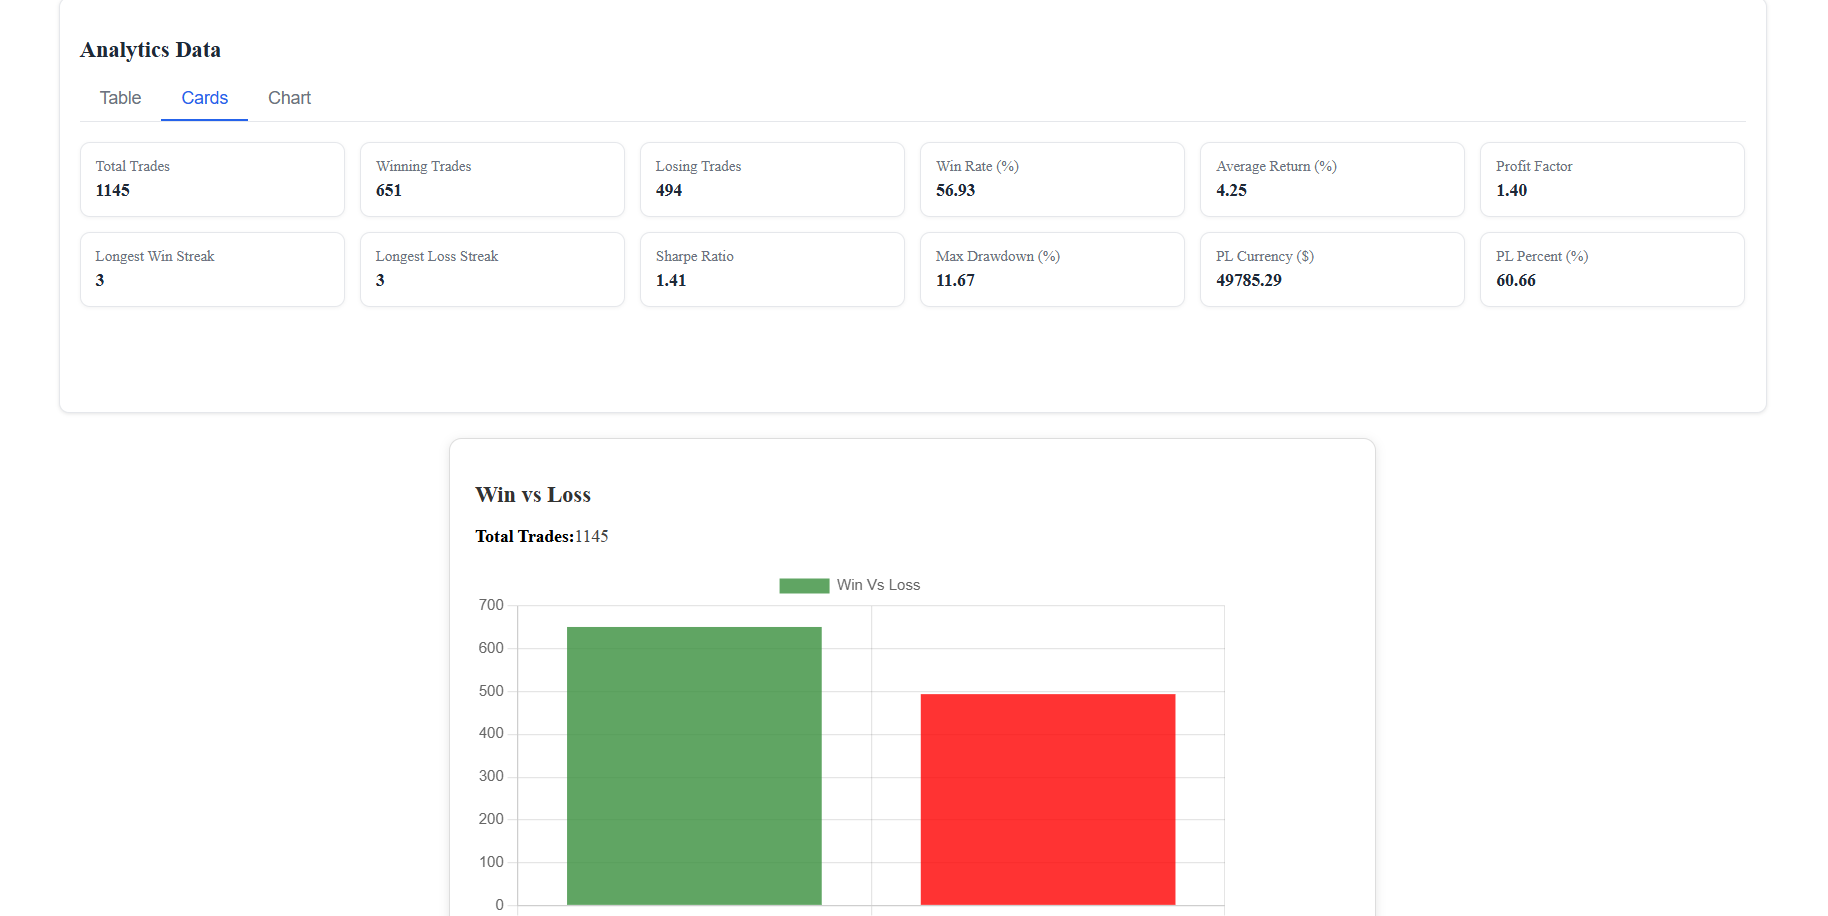 Analytics Data
Table Cards Chart
Total Trades Winning Trades Losing Trades Win Rate (%) Average Return (%) Profit Factor
1145 651 494 56.93 4.25 1.40
Longest Win Streak Longest Loss Streak Sharpe Ratio Max Drawdown (%) PL Currency ($) PL Percent (%)
3 3 1.41 11.67 49785.29 60.66
Win vs Loss
Total Trades:1145
Win Vs Loss
700
600
500
400
300
200
100
0